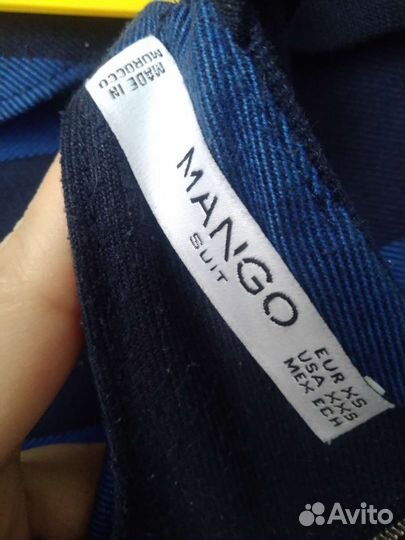 MADE IN
MOROCCO
MANGO
SUIT
EUR XS
USA XXS
MEX ECH
Avito